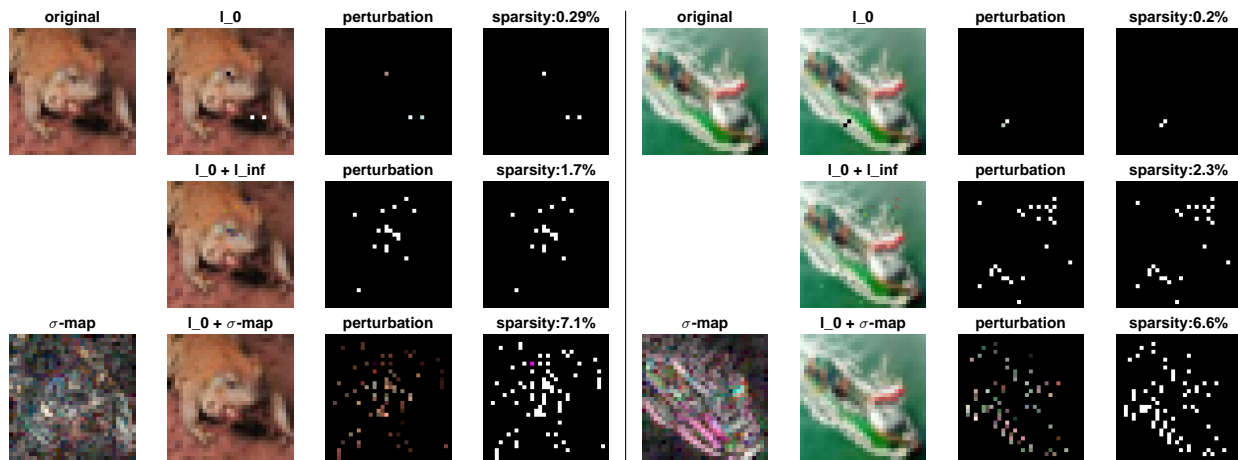 original l_0 perturbation sparsity:0.29% original l_0 perturbation sparsity:0.2%
l_0 + l_inf perturbation sparsity:1.7% l_0 + l_inf perturbation sparsity:2.3%
σ-map l_0 + σ-map perturbation sparsity:7.1% σ-map l_0 + σ-map perturbation sparsity:6.6%